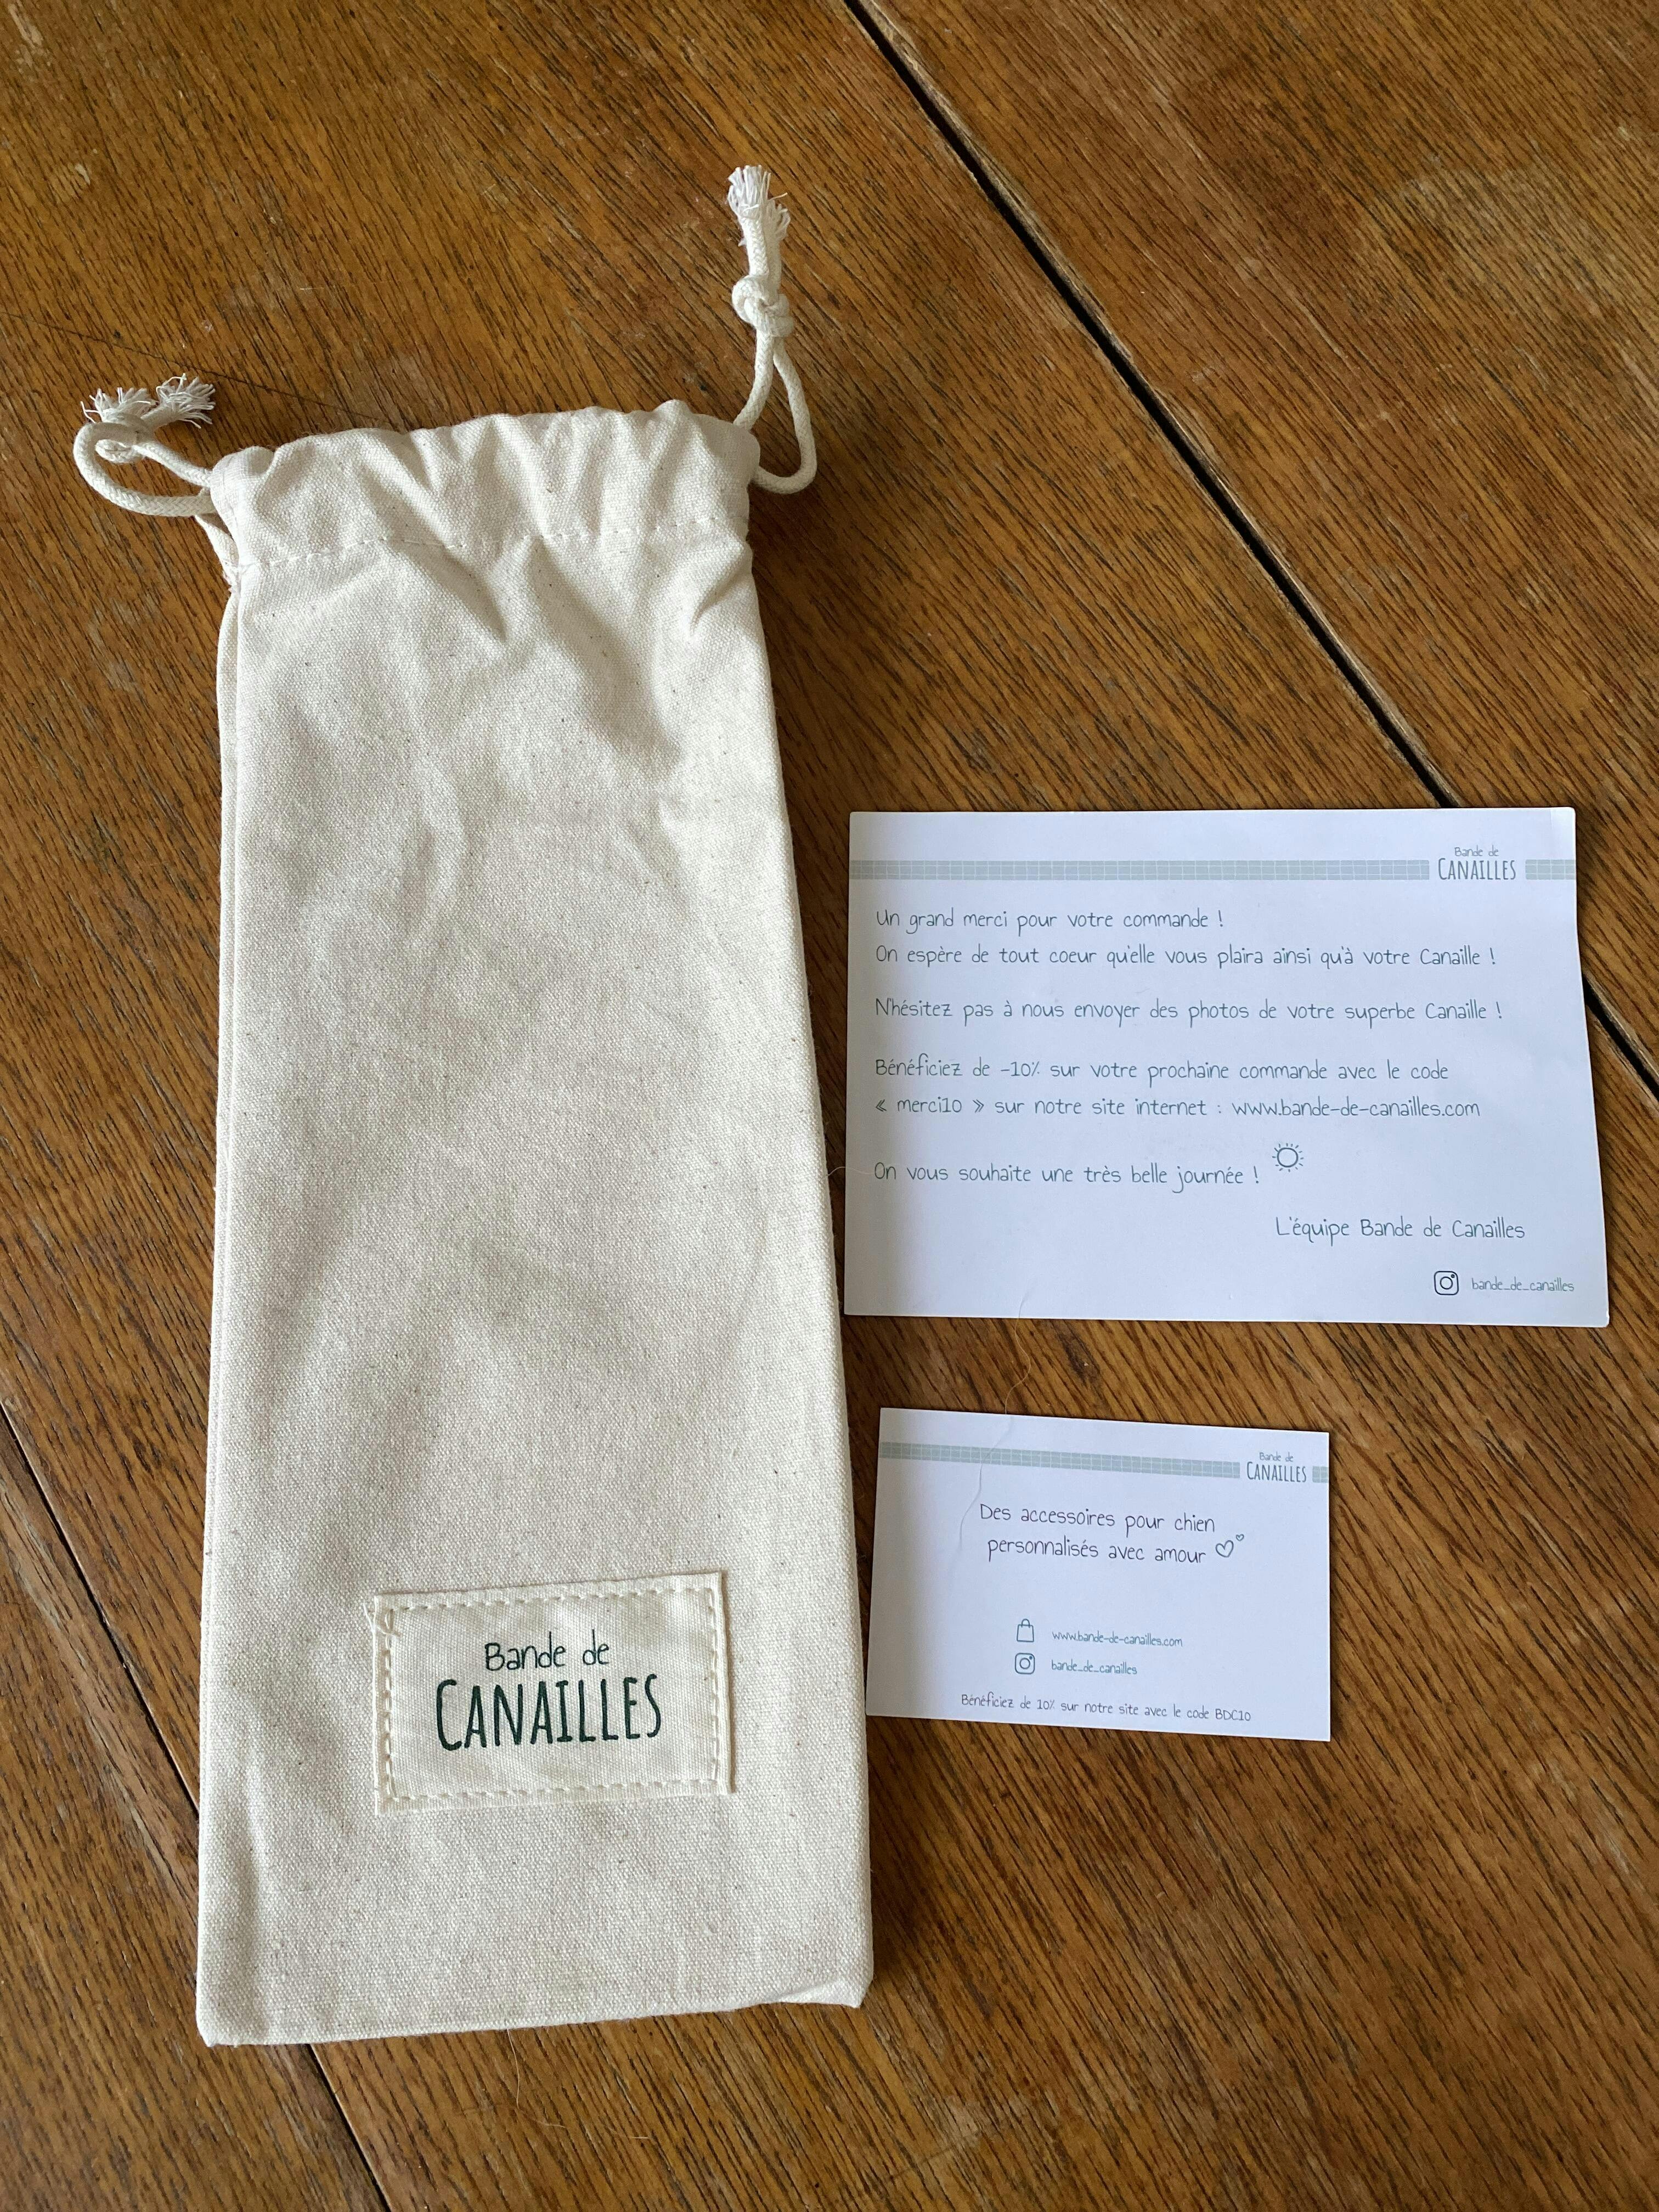 Bande de
CANAILLES
Bande de
CANAILLES
Un grand merci pour votre commande !
On espère de tout coeur qu'elle vous plaira ainsi qu'à votre Canaille !
N'hésitez pas à nous envoyer des photos de votre superbe Canaille !
Bénéficiez de -10% sur votre prochaine commande avec le code
« merci10 » sur notre site internet : www.bande-de-canailles.com
On vous souhaite une très belle journée !
L'équipe Bande de Canailles
bande_de_canailles
Bande de
CANAILLES
Des accessoires pour chien
personnalisés avec amour
www.bande-de-canailles.com
bande_de_canailles
Bénéficiez de 10% sur notre site avec le code BDC10